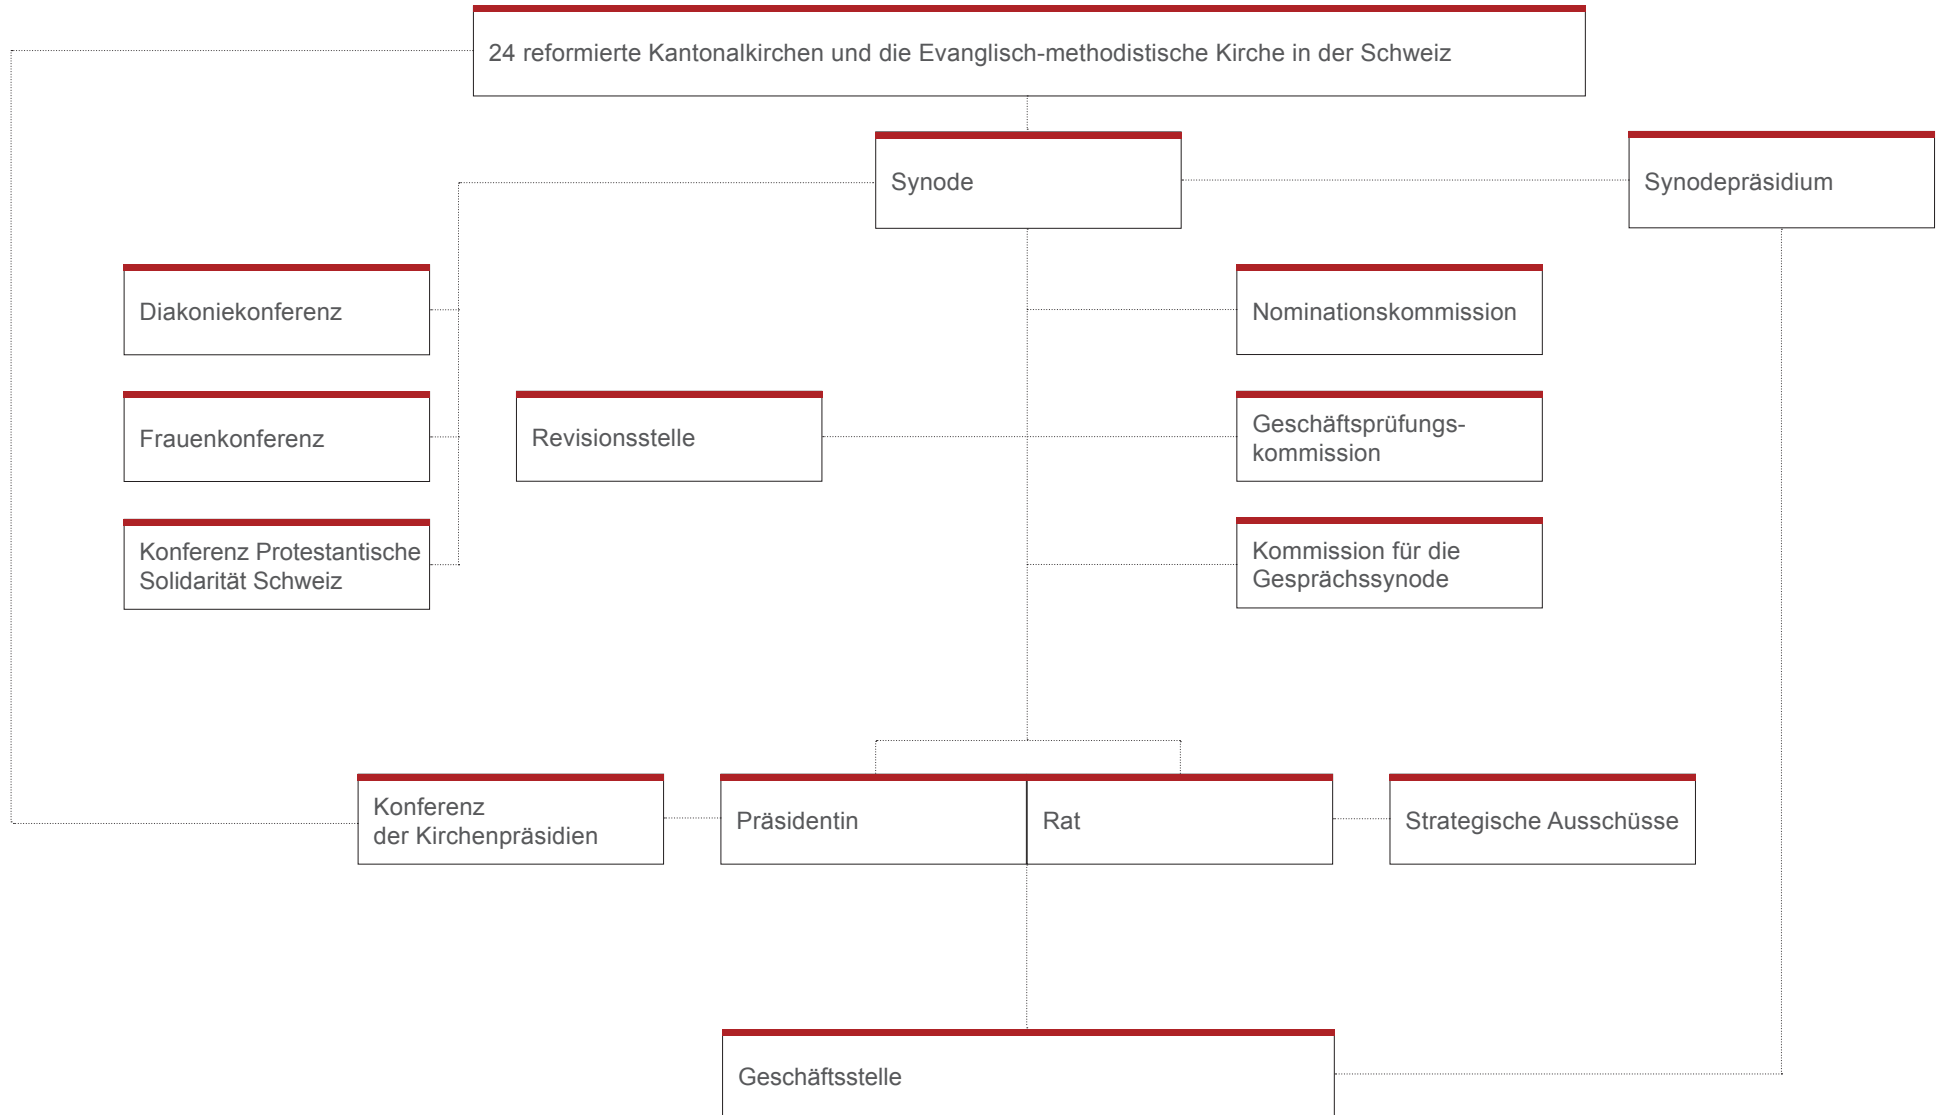 24 reformierte Kantonalkirchen und die Evanglisch-methodistische Kirche in der Schweiz
Synode
Synodepräsidium
Diakoniekonferenz
Nominationskommission
Frauenkonferenz
Revisionsstelle
Geschäftsprüfungs-
kommission
Konferenz Protestantische
Solidarität Schweiz
Kommission für die
Gesprächssynode
Konferenz
der Kirchenpräsidien
Präsidentin
Rat
Strategische Ausschüsse
Geschäftsstelle